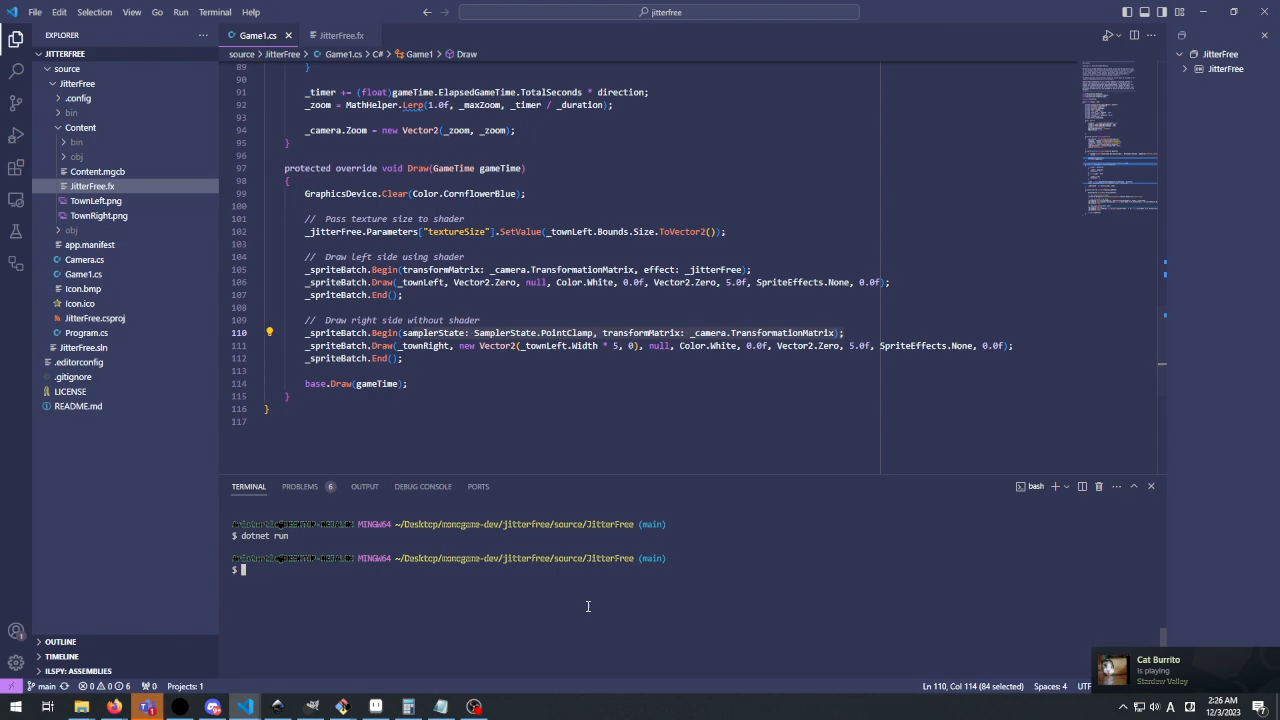 File Edit Selection View Go Run Terminal Help
jitterfree
EXPLORER
Game1.cs
JitterFree.fx
JitterFree
JitterFree
JITTERFREE
source
JitterFree
.config
bin
Content
bin
obj
Content.mgcb
JitterFree.fx
TownLeft.png
TownRight.png
obj
app.manifest
Camera.cs
Game1.cs
Icon.bmp
Icon.ico
JitterFree.csproj
Program.cs
JitterFree.sln
.editorconfig
.gitignore
LICENSE
README.md
OUTLINE
TIMELINE
ILSPY: ASSEMBLIES
source > JitterFree > Game1.cs > C# > Game1 > Draw
89 }
90
91 _timer += (float)gameTime.ElapsedGameTime.TotalSeconds * direction;
92 _zoom = MathHelper.Lerp(1.0f, _maxZoom, _timer / _duration);
93
94 _camera.Zoom = new Vector2(_zoom, _zoom);
95 }
96
97 protected override void Draw(GameTime gameTime)
98 {
99 GraphicsDevice.Clear(Color.CornflowerBlue);
100
101 // Pass texture size to shader
102 _jitterFree.Parameters["textureSize"].SetValue(_townLeft.Bounds.Size.ToVector2());
103
104 // Draw left side using shader
105 _spriteBatch.Begin(transformMatrix: _camera.TransformationMatrix, effect: _jitterFree);
106 _spriteBatch.Draw(_townLeft, Vector2.Zero, null, Color.White, 0.0f, Vector2.Zero, 5.0f, SpriteEffects.None, 0.0f);
107 _spriteBatch.End();
108
109 // Draw right side without shader
110 _spriteBatch.Begin(samplerState: SamplerState.PointClamp, transformMatrix: _camera.TransformationMatrix);
111 _spriteBatch.Draw(_townRight, new Vector2(_townLeft.Width * 5, 0), null, Color.White, 0.0f, Vector2.Zero, 5.0f, SpriteEffects.None, 0.0f);
112 _spriteBatch.End();
113
114 base.Draw(gameTime);
115 }
116 }
117
TERMINAL PROBLEMS 6 OUTPUT DEBUG CONSOLE PORTS
bash
MINGW64 ~/Desktop/monogame-dev/jitterfree/source/JitterFree (main)
$ dotnet run
MINGW64 ~/Desktop/monogame-dev/jitterfree/source/JitterFree (main)
$
Cat Burrito
is playing
Stardew Valley
main 0 0 6 0 Projects: 1
Ln 110, Col 114 (84 selected) Spaces: 4 UTF
2:26 AM
12/3/2023